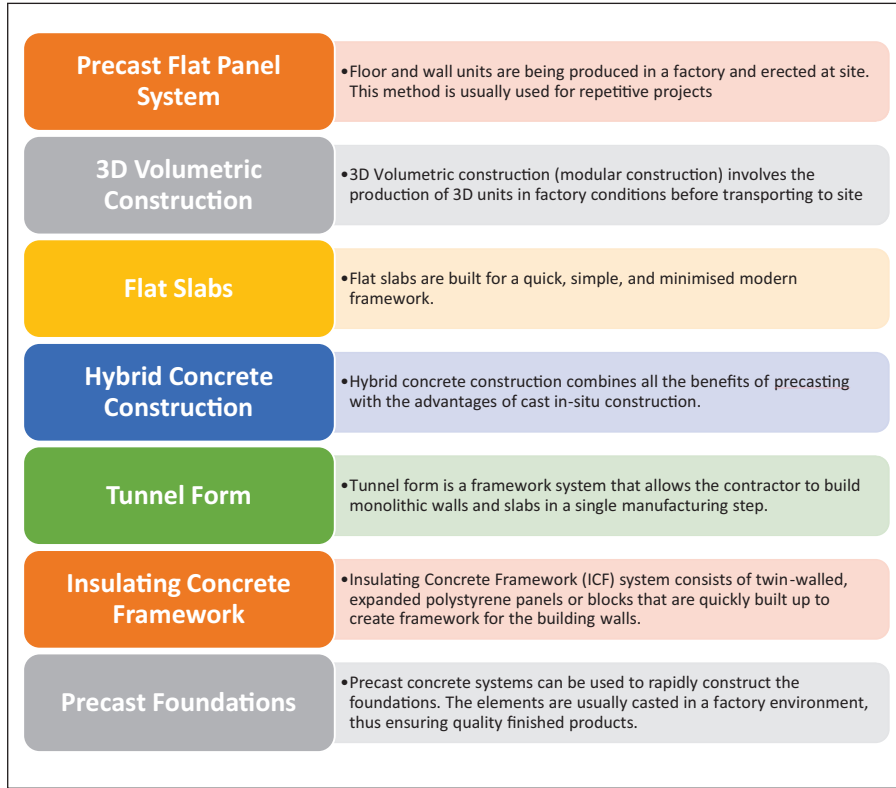 Precast Flat Panel
System
•Floor and wall units are being produced in a factory and erected at site.
This method is usually used for repetitive projects
3D Volumetric
Construction
•3D Volumetric construction (modular construction) involves the
production of 3D units in factory conditions before transporting to site
Flat Slabs
•Flat slabs are built for a quick, simple, and minimised modern
framework.
Hybrid Concrete
Construction
•Hybrid concrete construction combines all the benefits of precasting
with the advantages of cast in-situ construction.
Tunnel Form
•Tunnel form is a framework system that allows the contractor to build
monolithic walls and slabs in a single manufacturing step.
Insulating Concrete
Framework
•Insulating Concrete Framework (ICF) system consists of twin-walled,
expanded polystyrene panels or blocks that are quickly built up to
create framework for the building walls.
Precast Foundations
•Precast concrete systems can be used to rapidly construct the
foundations. The elements are usually casted in a factory environment,
thus ensuring quality finished products.